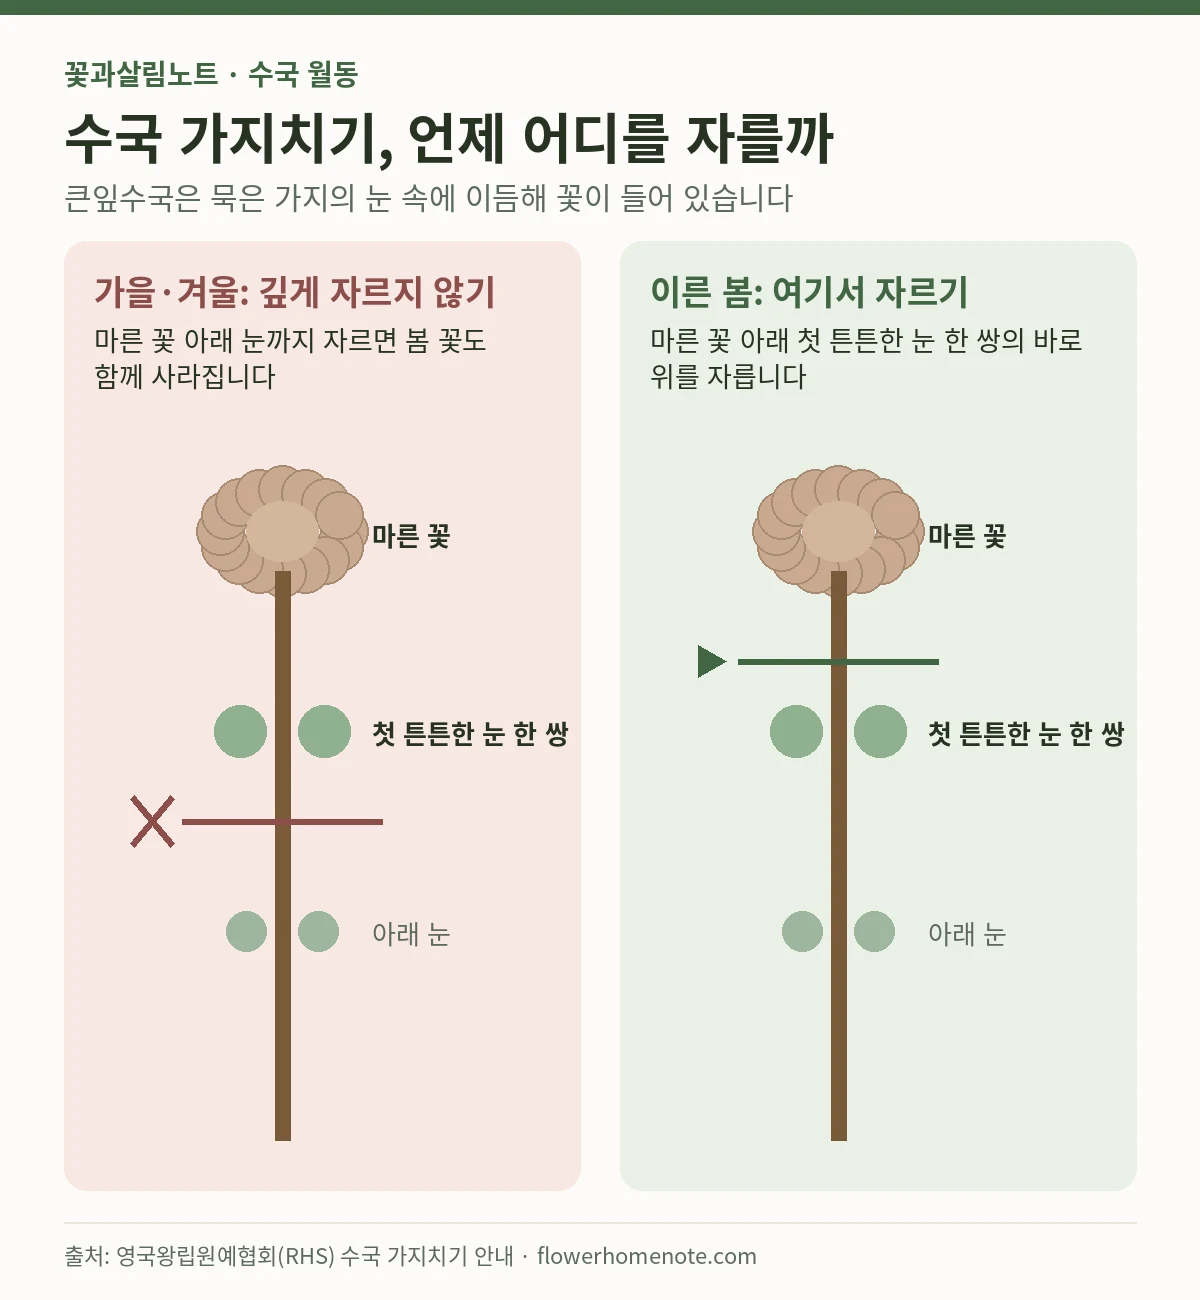 꽃과살림노트 · 수국 월동
수국 가지치기, 언제 어디를 자를까
큰잎수국은 묵은 가지의 눈 속에 이듬해 꽃이 들어 있습니다
가을·겨울: 깊게 자르지 않기
마른 꽃 아래 눈까지 자르면 봄 꽃도
함께 사라집니다
마른 꽃
첫 튼튼한 눈 한 쌍
아래 눈
이른 봄: 여기서 자르기
마른 꽃 아래 첫 튼튼한 눈 한 쌍의 바로
위를 자릅니다
마른 꽃
첫 튼튼한 눈 한 쌍
아래 눈
출처: 영국왕립원예협회(RHS) 수국 가지치기 안내 · flowerhomenote.com